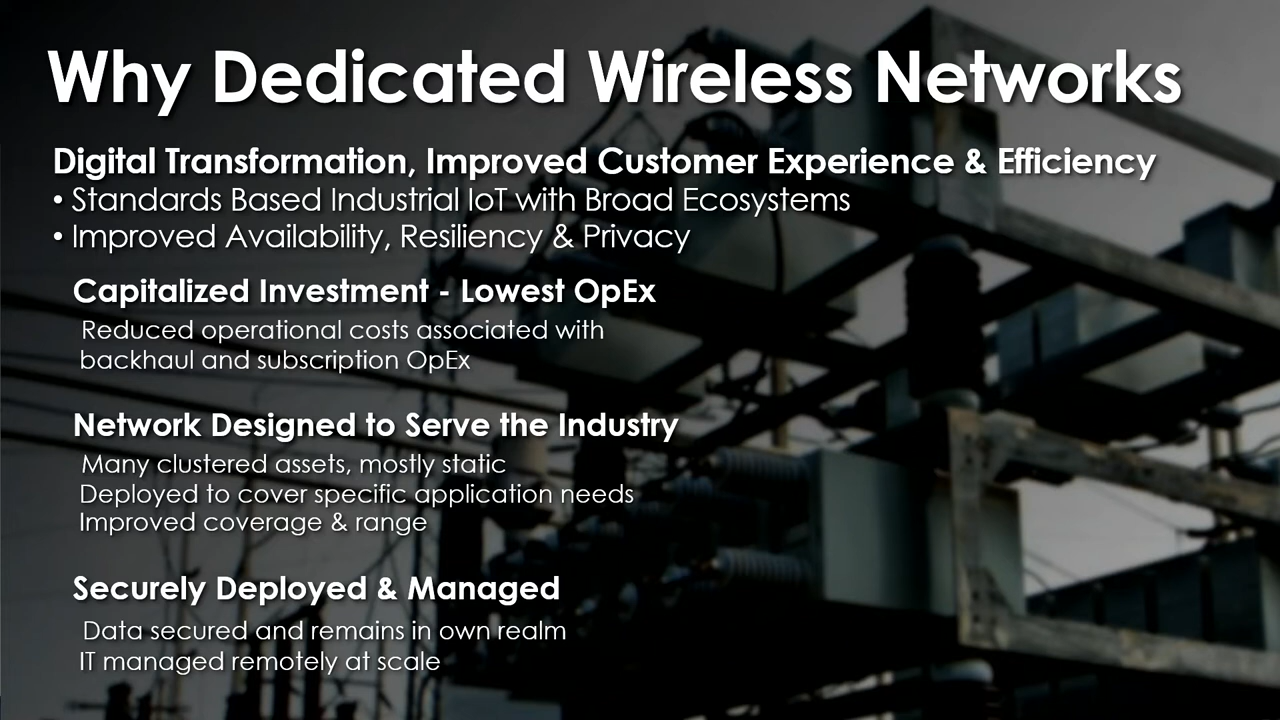 Why Dedicated Wireless Networks
Digital Transformation, Improved Customer Experience & Efficiency
• Standards Based Industrial IoT with Broad Ecosystems
• Improved Availability, Resiliency & Privacy
Capitalized Investment - Lowest OpEx
Reduced operational costs associated with
backhaul and subscription OpEx
Network Designed to Serve the Industry
Many clustered assets, mostly static
Deployed to cover specific application needs
Improved coverage & range
Securely Deployed & Managed
Data secured and remains in own realm
IT managed remotely at scale